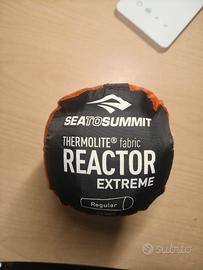 SEATOSUMMIT
THERMOLITE® fabric
REACTOR
EXTREME
Regular
subito